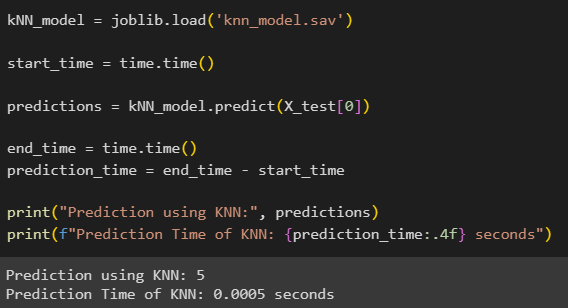 kNN_model = joblib.load('knn_model.sav')
start_time = time.time()
predictions = kNN_model.predict(X_test[0])
end_time = time.time()
prediction_time = end_time - start_time
print("Prediction using KNN:", predictions)
print(f"Prediction Time of KNN: {prediction_time:.4f} seconds")
Prediction using KNN: 5
Prediction Time of KNN: 0.0005 seconds